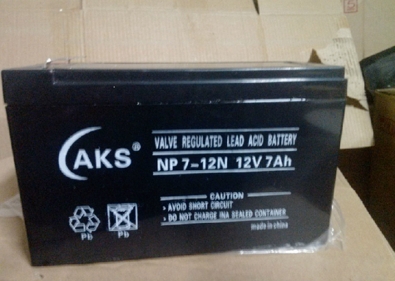 CAKS®
VALVE REGULATED LEAD ACID BATTERY
NP 7-12N 12V 7Ah
CAUTION
AVOID SHORT CIRCUIT
DO NOT CHARGE INA SEALED CONTAINER
made in china
Pb
Pb